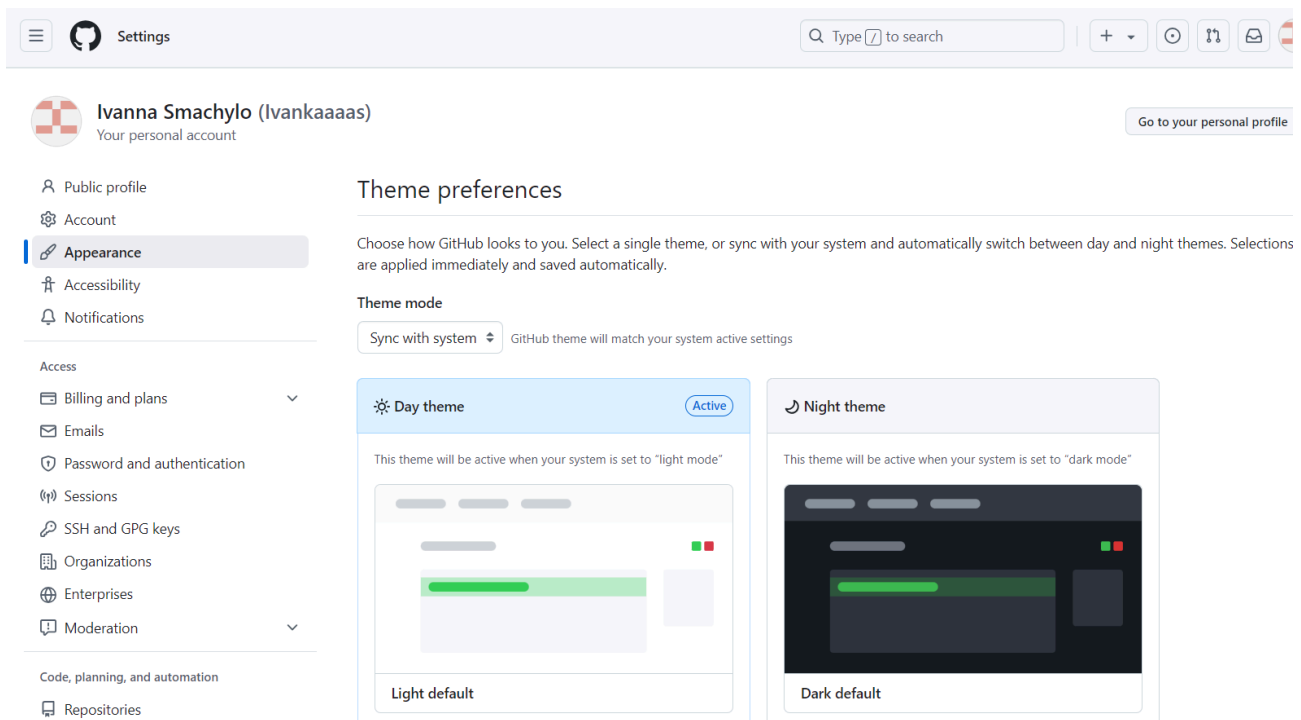 Settings
Type / to search
Ivanna Smachylo (Ivankaaaas)
Your personal account
Go to your personal profile
Public profile
Account
Appearance
Accessibility
Notifications
Access
Billing and plans
Emails
Password and authentication
Sessions
SSH and GPG keys
Organizations
Enterprises
Moderation
Code, planning, and automation
Repositories
Theme preferences
Choose how GitHub looks to you. Select a single theme, or sync with your system and automatically switch between day and night themes. Selections
are applied immediately and saved automatically.
Theme mode
Sync with system GitHub theme will match your system active settings
Day theme Active
This theme will be active when your system is set to “light mode”
Light default
Night theme
This theme will be active when your system is set to “dark mode”
Dark default